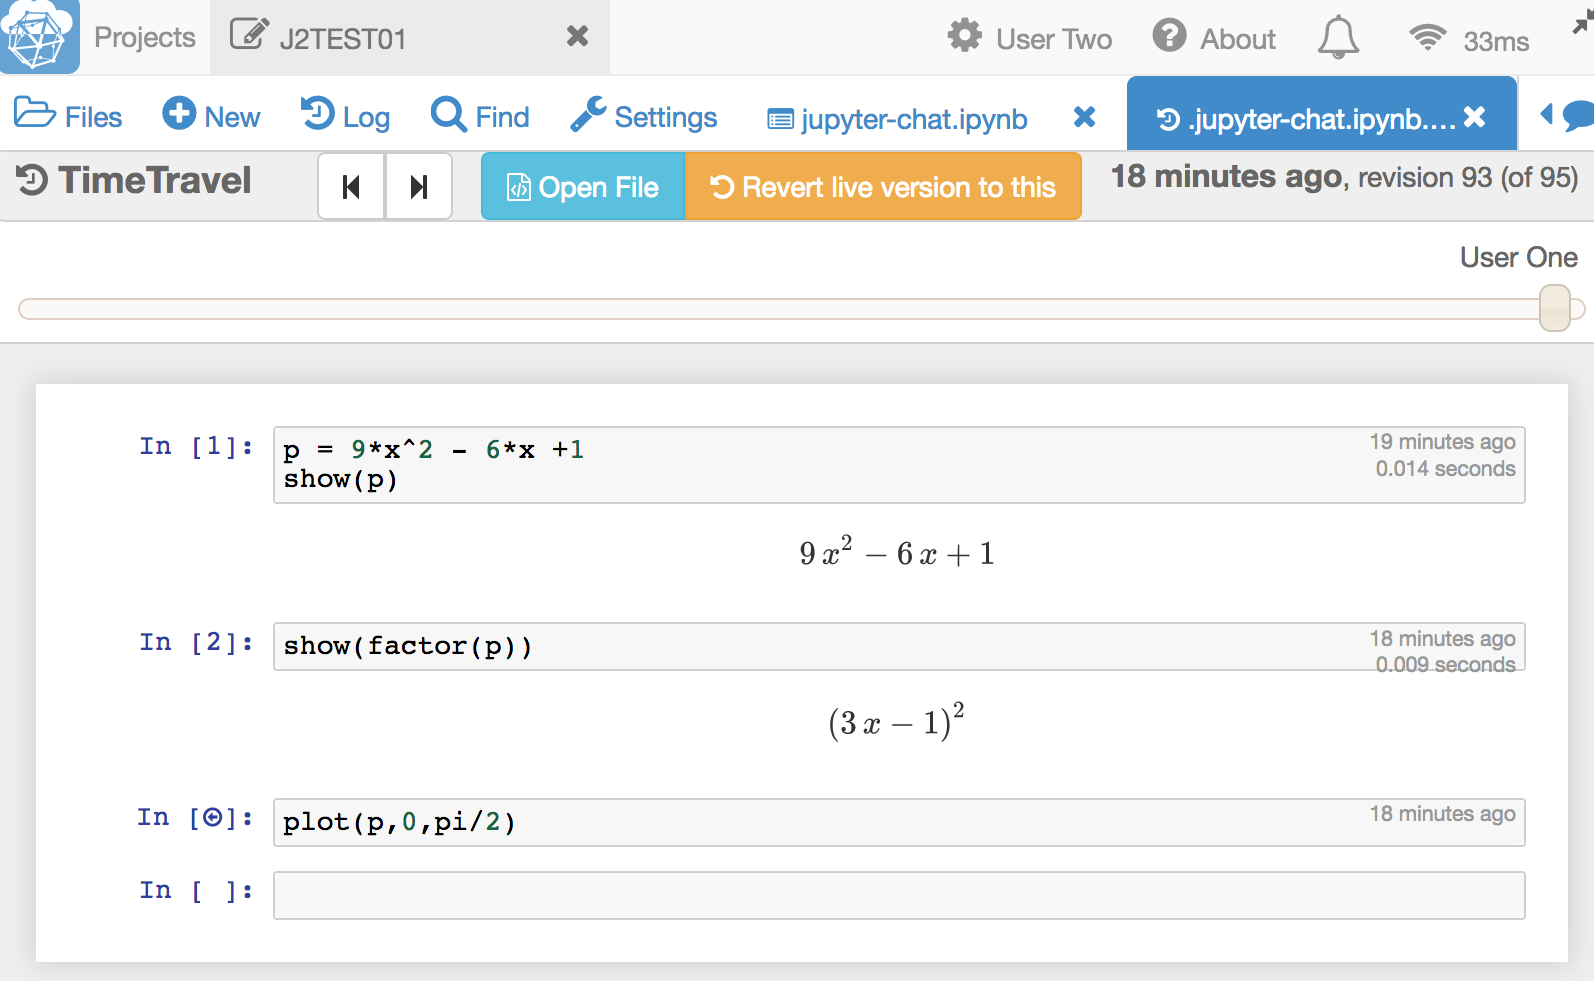 Projects J2TEST01 User Two About 33ms
Files New Log Find Settings jupyter-chat.ipynb .jupyter-chat.ipynb....
TimeTravel Open File Revert live version to this 18 minutes ago, revision 93 (of 95)
User One
In [1]: p = 9*x^2 - 6*x +1 19 minutes ago
show(p) 0.014 seconds
9 x² − 6 x + 1
In [2]: show(factor(p)) 18 minutes ago
0.009 seconds
(3 x − 1)²
In [ ]: plot(p,0,pi/2) 18 minutes ago
In [ ]: